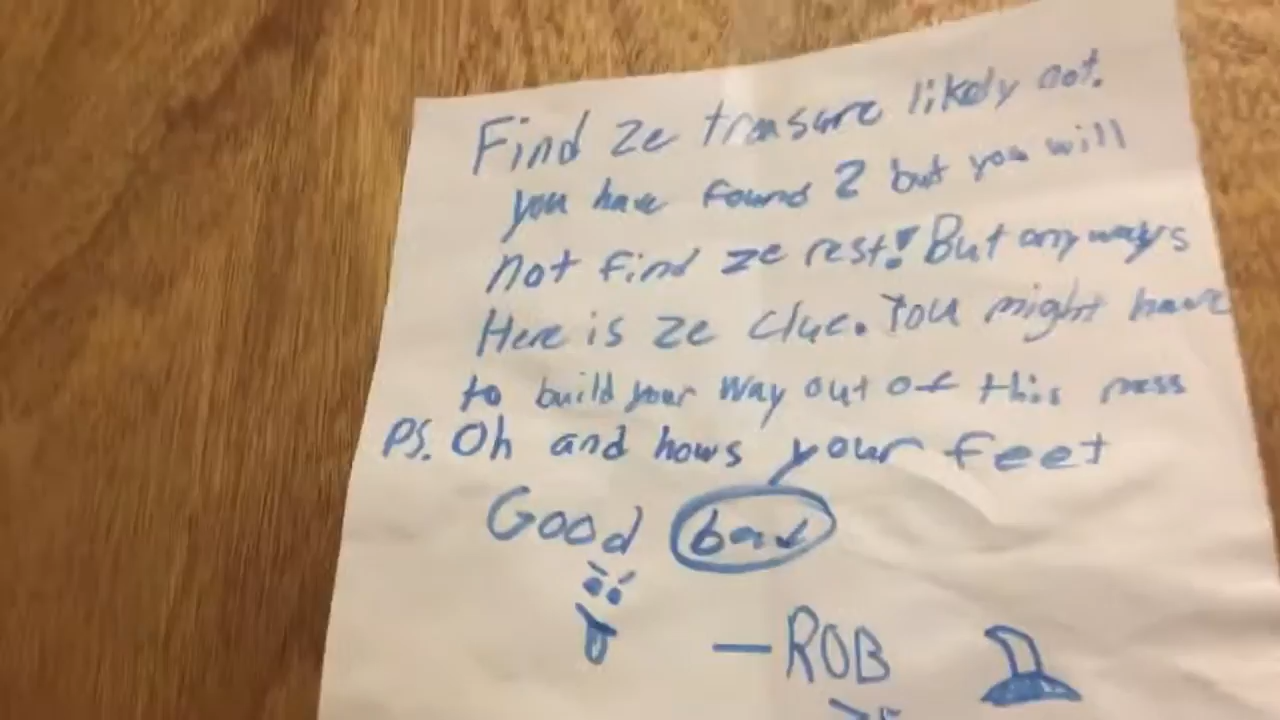 Find ze treasure likely not.
you have found 2 but you will
not find ze rest! But anyways
Here is ze clue. You might have
to build your way out of this mess
PS. Oh and hows your feet
Good bad
— ROB